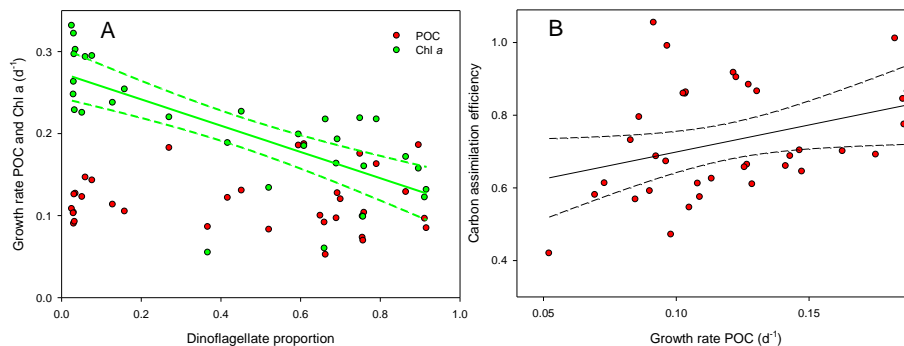 A
POC
Chl a
0.3
0.2
0.1
0.0
Growth rate POC and Chl a (d⁻¹)
0.0 0.2 0.4 0.6 0.8 1.0
Dinoflagellate proportion
B
1.0
0.8
0.6
0.4
Carbon assimilation efficiency
0.05 0.10 0.15
Growth rate POC (d⁻¹)